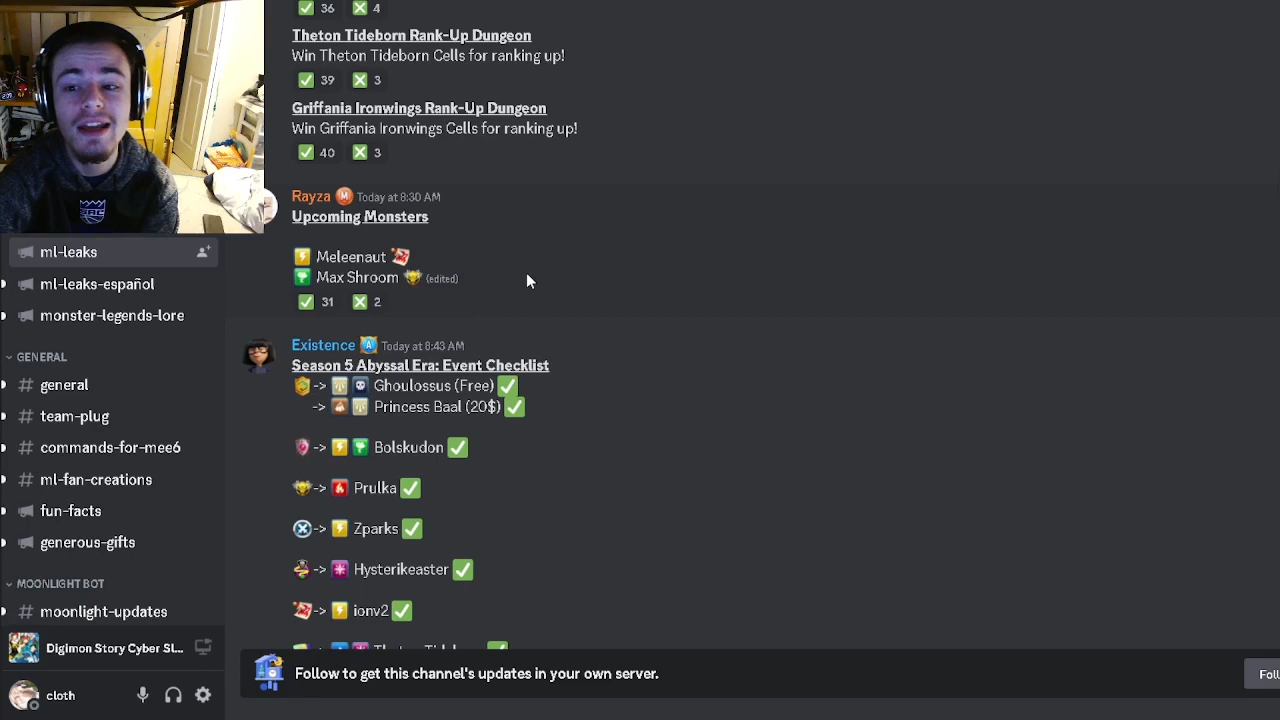 36 4
Theton Tideborn Rank-Up Dungeon
Win Theton Tideborn Cells for ranking up!
39 3
Griffania Ironwings Rank-Up Dungeon
Win Griffania Ironwings Cells for ranking up!
40 3
Rayza M Today at 8:30 AM
Upcoming Monsters
Meleenaut
Max Shroom (edited)
31 2
Existence A Today at 8:43 AM
Season 5 Abyssal Era: Event Checklist
-> Ghoulossus (Free)
-> Princess Baal (20$)
-> Bolskudon
-> Prulka
-> Zparks
-> Hysterikeaster
-> ionv2
Follow to get this channel's updates in your own server.
Foll
ml-leaks
ml-leaks-español
monster-legends-lore
GENERAL
# general
# team-plug
# commands-for-mee6
# ml-fan-creations
fun-facts
generous-gifts
MOONLIGHT BOT
# moonlight-updates
Digimon Story Cyber Sl...
cloth